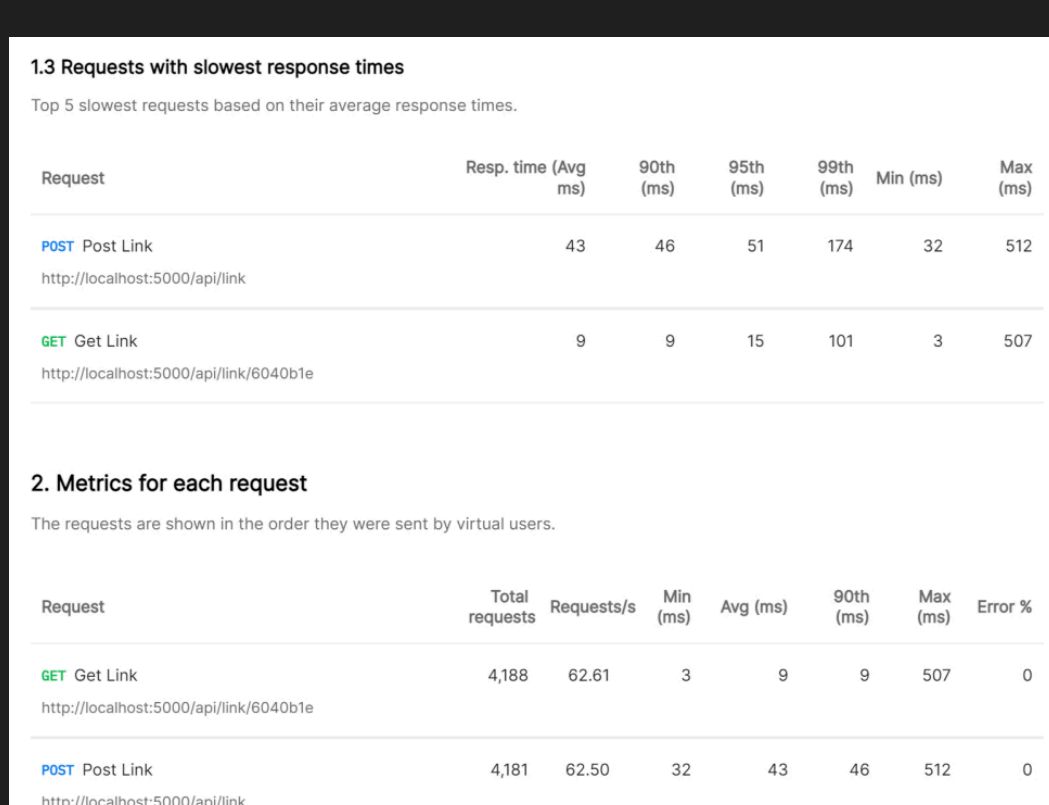 1.3 Requests with slowest response times
Top 5 slowest requests based on their average response times.
Request Resp. time (Avg ms) 90th (ms) 95th (ms) 99th (ms) Min (ms) Max (ms)
POST Post Link 43 46 51 174 32 512
http://localhost:5000/api/link
GET Get Link 9 9 15 101 3 507
http://localhost:5000/api/link/6040b1e
2. Metrics for each request
The requests are shown in the order they were sent by virtual users.
Request Total requests Requests/s Min (ms) Avg (ms) 90th (ms) Max (ms) Error %
GET Get Link 4,188 62.61 3 9 9 507 0
http://localhost:5000/api/link/6040b1e
POST Post Link 4,181 62.50 32 43 46 512 0
http://localhost:5000/api/link